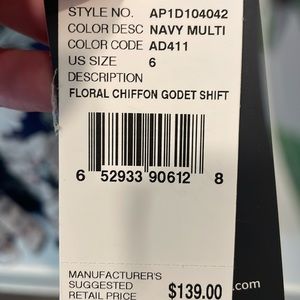 STYLE NO. AP1D104042
COLOR DESC NAVY MULTI
COLOR CODE AD411
US SIZE 6
DESCRIPTION
FLORAL CHIFFON GODET SHIFT
6 52933 90612 8
MANUFACTURER'S
SUGGESTED
RETAIL PRICE $139.00
.com